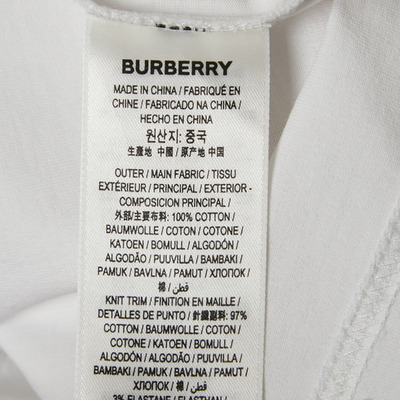 BURBERRY
MADE IN CHINA / FABRIQUÉ EN
CHINE / FABRICADO NA CHINA /
HECHO EN CHINA
원산지: 중국
生產地 中國 / 原产地 中国
OUTER / MAIN FABRIC / TISSU
EXTÉRIEUR / PRINCIPAL / EXTERIOR -
COMPOSICION PRINCIPAL /
外部/主要布料: 100% COTTON /
BAUMWOLLE / COTON / COTONE /
KATOEN / BOMULL / ALGODÓN /
ALGODÃO / PUUVILLA / BAMBAKI /
PAMUK / BAVLNA / PAMUT / ХЛОПОК /
棉 / قطن /
KNIT TRIM / FINITION EN MAILLE /
DETALLES DE PUNTO / 針織副料: 97%
COTTON / BAUMWOLLE / COTON /
COTONE / KATOEN / BOMULL /
ALGODÓN / ALGODÃO / PUUVILLA /
BAMBAKI / PAMUK / BAVLNA / PAMUT /
ХЛОПОК / 棉 / قطن /
3% ELASTANE / ELASTHAN /